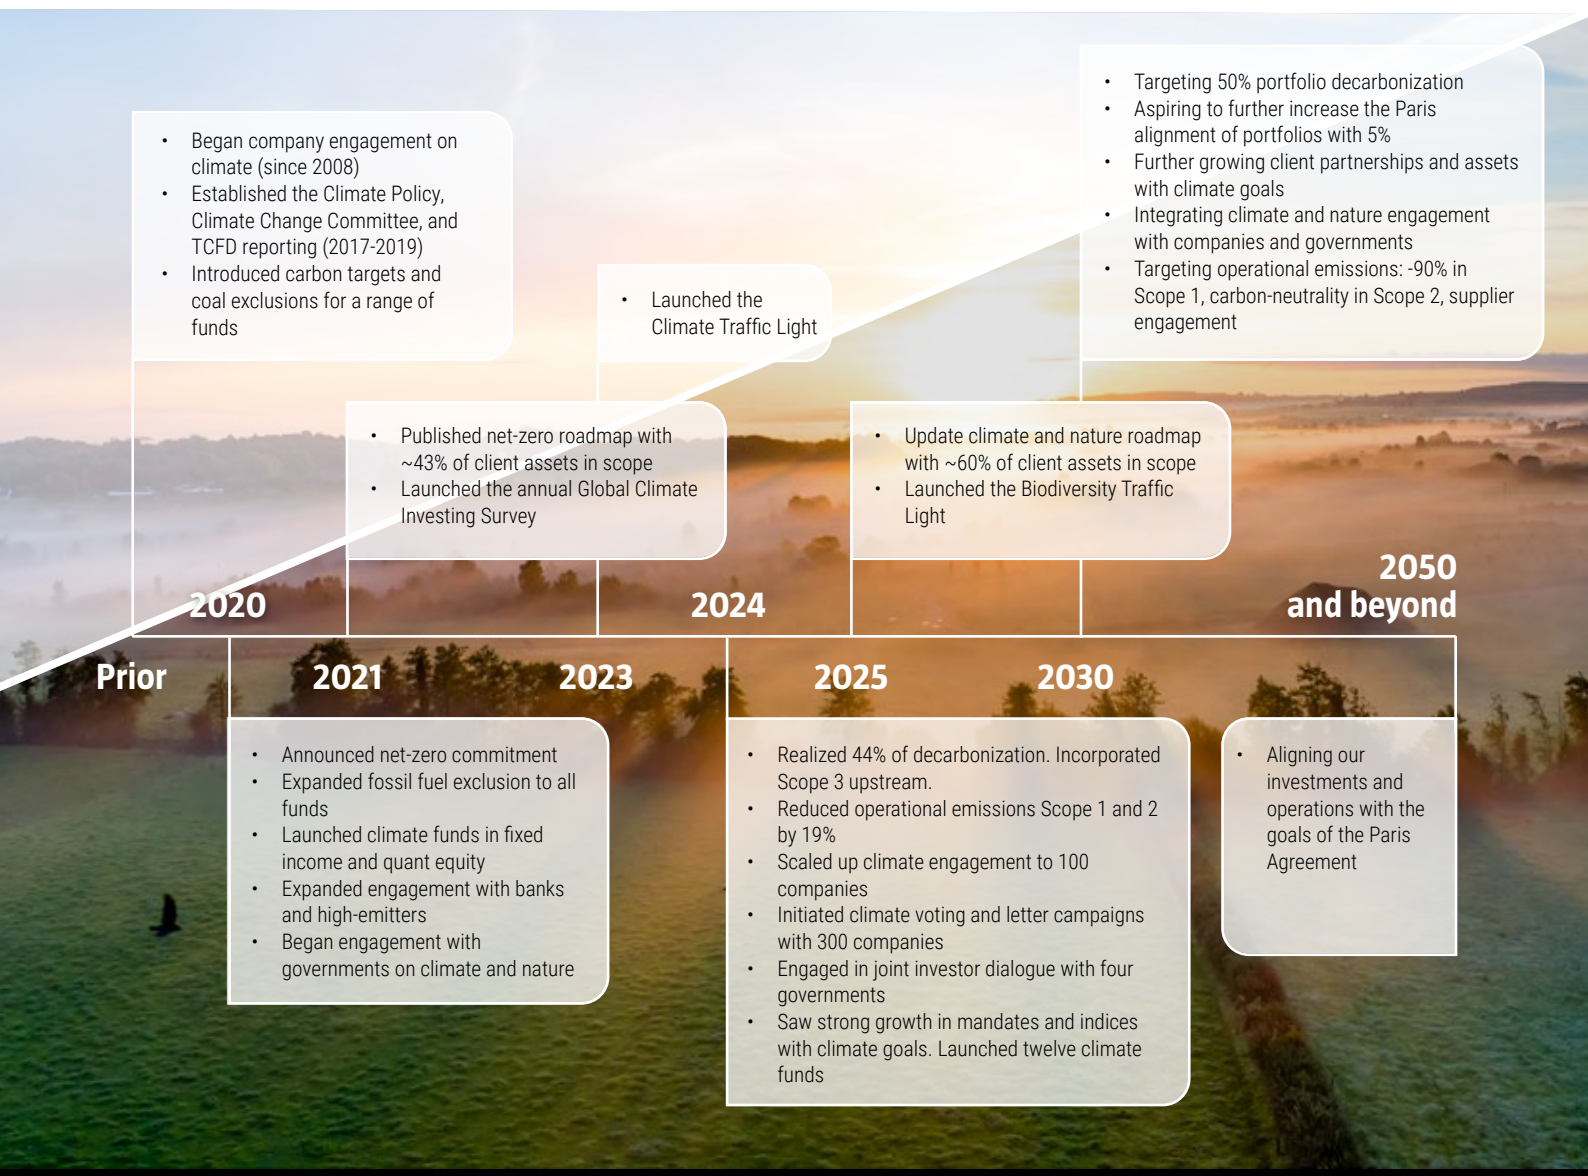 • Began company engagement on
climate (since 2008)
• Established the Climate Policy,
Climate Change Committee, and
TCFD reporting (2017-2019)
• Introduced carbon targets and
coal exclusions for a range of
funds
• Launched the
Climate Traffic Light
• Targeting 50% portfolio decarbonization
• Aspiring to further increase the Paris
alignment of portfolios with 5%
• Further growing client partnerships and assets
with climate goals
• Integrating climate and nature engagement
with companies and governments
• Targeting operational emissions: -90% in
Scope 1, carbon-neutrality in Scope 2, supplier
engagement
• Published net-zero roadmap with
~43% of client assets in scope
• Launched the annual Global Climate
Investing Survey
• Update climate and nature roadmap
with ~60% of client assets in scope
• Launched the Biodiversity Traffic
Light
2020
2024
2050
and beyond
Prior
2021
2023
2025
2030
• Announced net-zero commitment
• Expanded fossil fuel exclusion to all
funds
• Launched climate funds in fixed
income and quant equity
• Expanded engagement with banks
and high-emitters
• Began engagement with
governments on climate and nature
• Realized 44% of decarbonization. Incorporated
Scope 3 upstream.
• Reduced operational emissions Scope 1 and 2
by 19%
• Scaled up climate engagement to 100
companies
• Initiated climate voting and letter campaigns
with 300 companies
• Engaged in joint investor dialogue with four
governments
• Saw strong growth in mandates and indices
with climate goals. Launched twelve climate
funds
• Aligning our
investments and
operations with the
goals of the Paris
Agreement